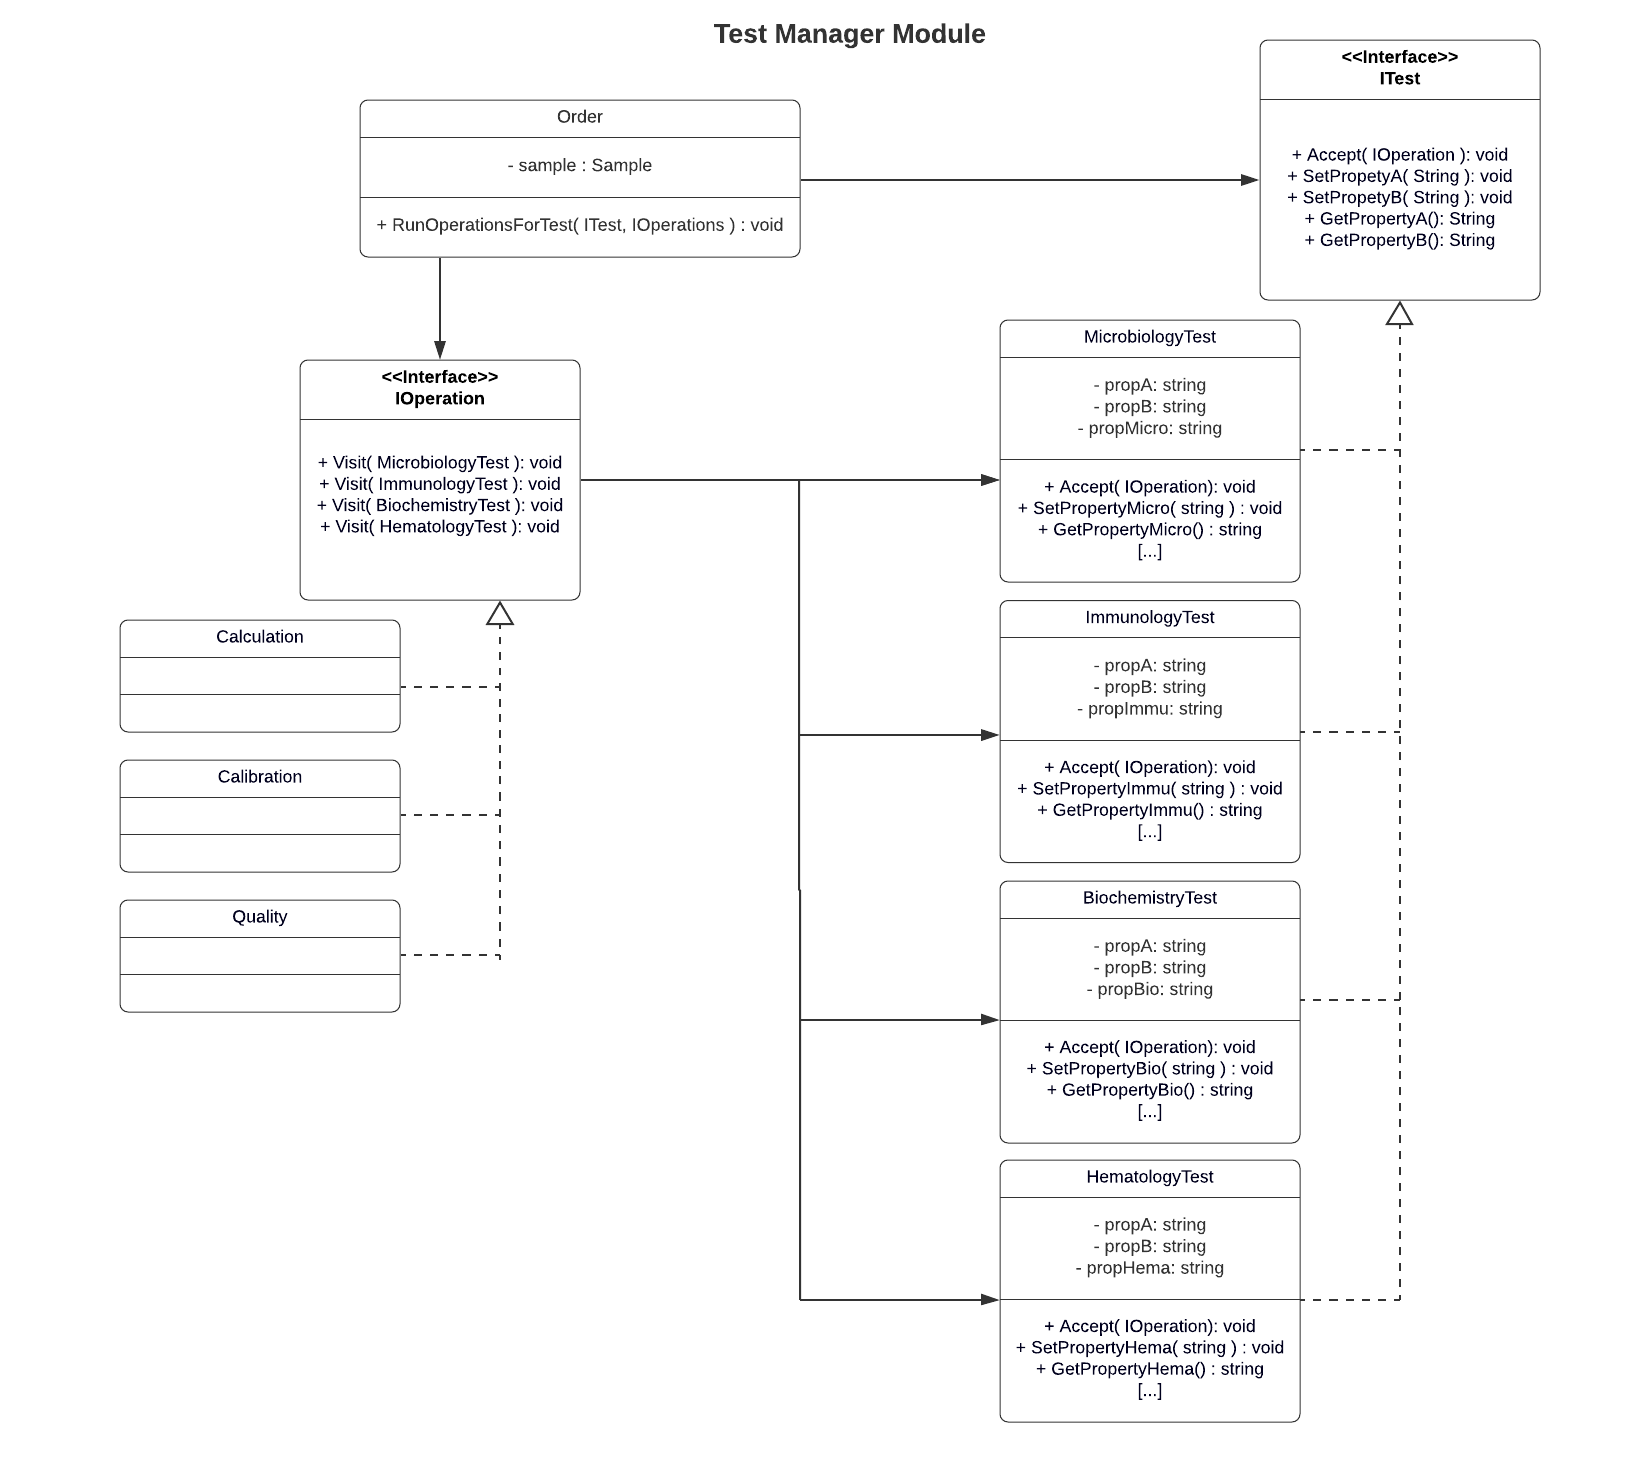 Test Manager Module
<<Interface>>
ITest
+ Accept( IOperation ): void
+ SetPropetyA( String ): void
+ SetPropetyB( String ): void
+ GetPropertyA(): String
+ GetPropertyB(): String
Order
- sample : Sample
+ RunOperationsForTest( ITest, IOperations ) : void
<<Interface>>
IOperation
+ Visit( MicrobiologyTest ): void
+ Visit( ImmunologyTest ): void
+ Visit( BiochemistryTest ): void
+ Visit( HematologyTest ): void
Calculation
Calibration
Quality
MicrobiologyTest
- propA: string
- propB: string
- propMicro: string
+ Accept( IOperation): void
+ SetPropertyMicro( string ) : void
+ GetPropertyMicro() : string
[...]
ImmunologyTest
- propA: string
- propB: string
- propImmu: string
+ Accept( IOperation): void
+ SetPropertyImmu( string ) : void
+ GetPropertyImmu() : string
[...]
BiochemistryTest
- propA: string
- propB: string
- propBio: string
+ Accept( IOperation): void
+ SetPropertyBio( string ) : void
+ GetPropertyBio() : string
[...]
HematologyTest
- propA: string
- propB: string
- propHema: string
+ Accept( IOperation): void
+ SetPropertyHema( string ) : void
+ GetPropertyHema() : string
[...]